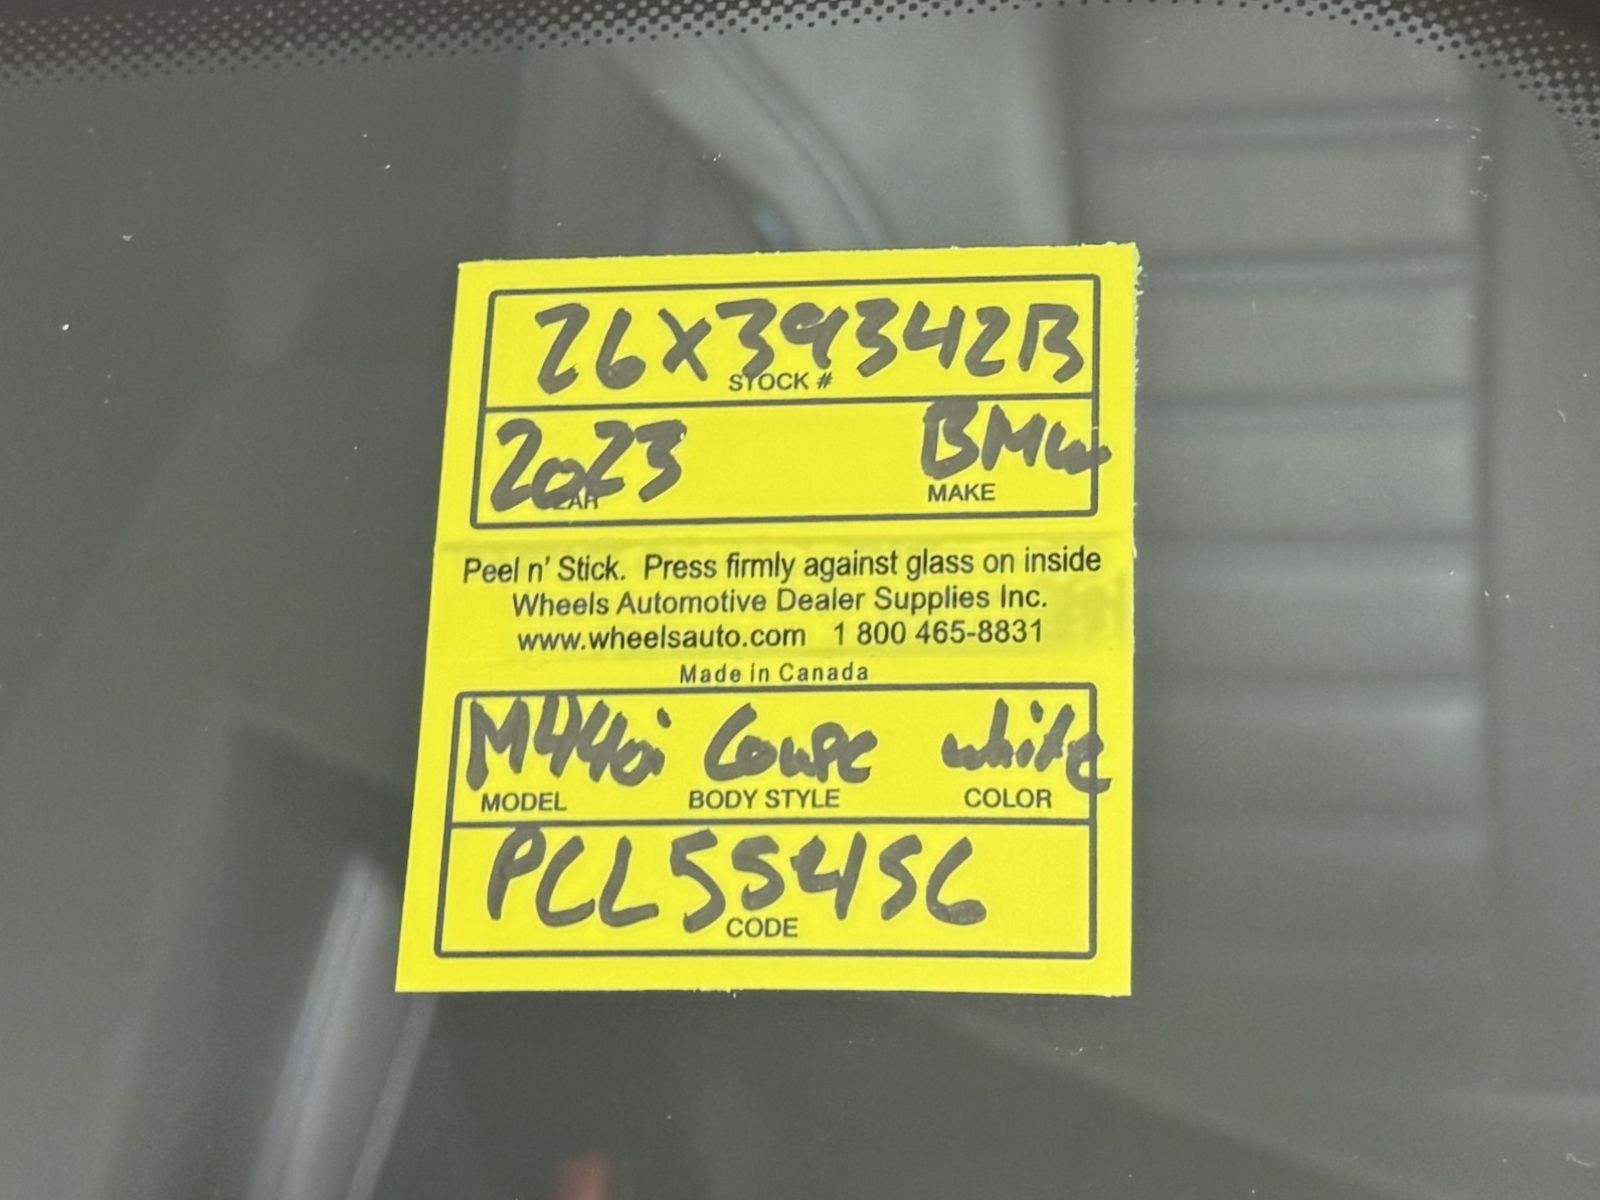 26X39342B
STOCK #
2023 BMW
YEAR MAKE
Peel n' Stick. Press firmly against glass on inside
Wheels Automotive Dealer Supplies Inc.
www.wheelsauto.com 1 800 465-8831
Made in Canada
M440i Coupe white
MODEL BODY STYLE COLOR
PCL55456
CODE